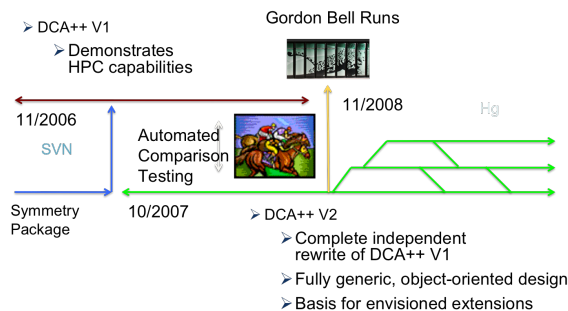 Gordon Bell Runs
➢ DCA++ V1
➢ Demonstrates
HPC capabilities
11/2006
11/2008
Hg
SVN
Automated
Comparison
Testing
Symmetry
Package
10/2007
➢ DCA++ V2
➢ Complete independent
rewrite of DCA++ V1
➢ Fully generic, object-oriented design
➢ Basis for envisioned extensions